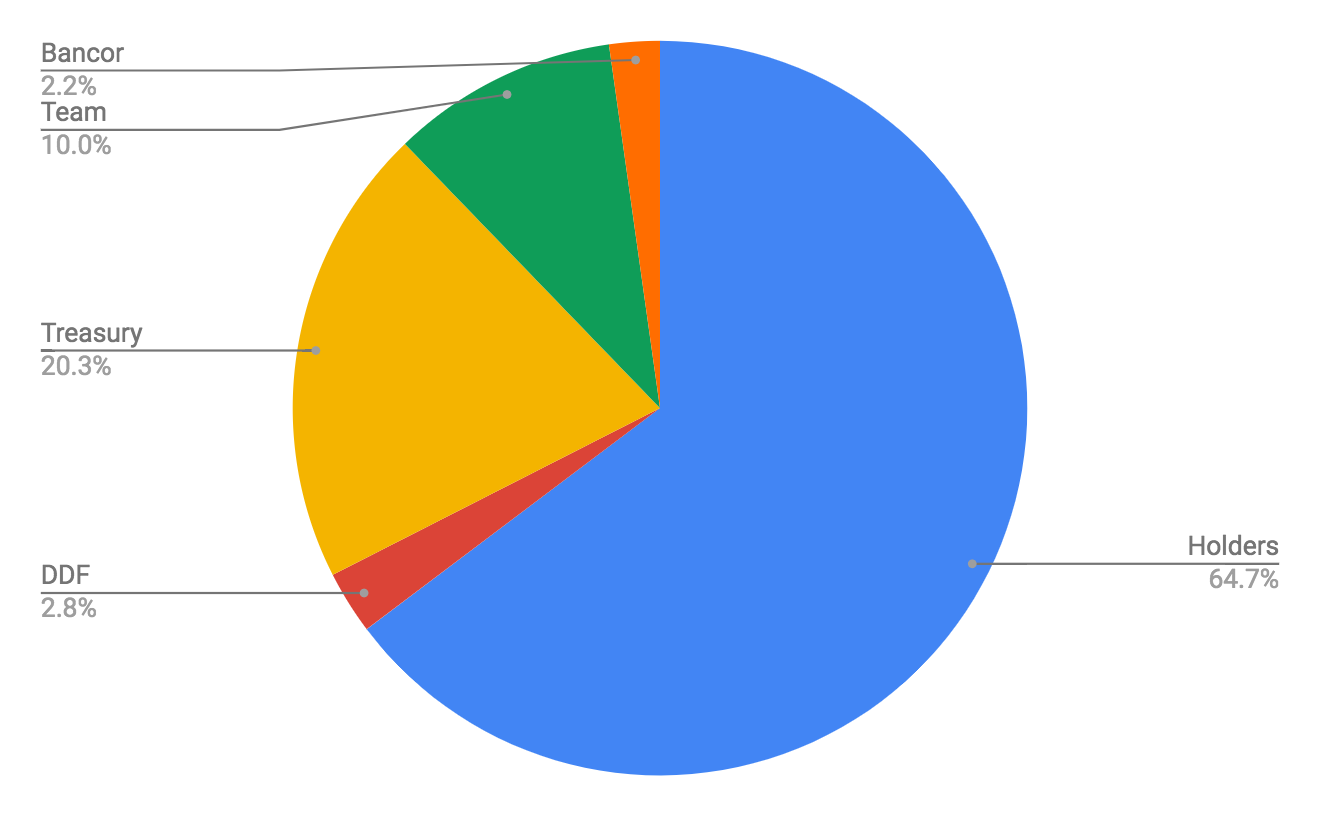 Bancor
2.2%
Team
10.0%
Treasury
20.3%
DDF
2.8%
Holders
64.7%